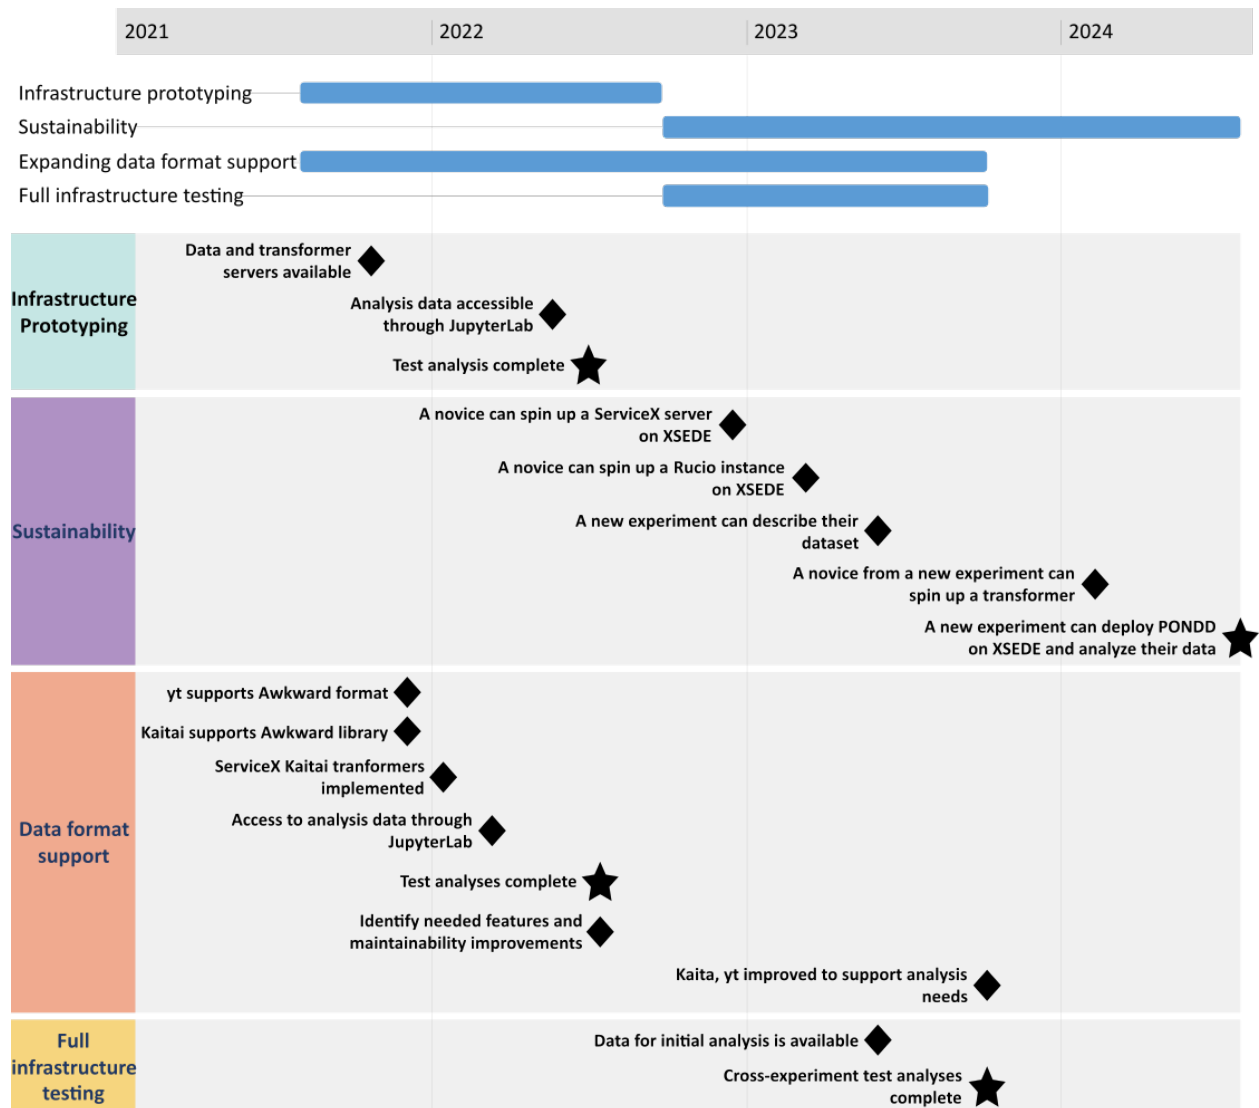 2021 2022 2023 2024
Infrastructure prototyping
Sustainability
Expanding data format support
Full infrastructure testing
Infrastructure
Prototyping
Data and transformer
servers available
Analysis data accessible
through JupyterLab
Test analysis complete
Sustainability
A novice can spin up a ServiceX server
on XSEDE
A novice can spin up a Rucio instance
on XSEDE
A new experiment can describe their
dataset
A novice from a new experiment can
spin up a transformer
A new experiment can deploy PONDD
on XSEDE and analyze their data
Data format
support
yt supports Awkward format
Kaitai supports Awkward library
ServiceX Kaitai tranformers
implemented
Access to analysis data through
JupyterLab
Test analyses complete
Identify needed features and
maintainability improvements
Kaita, yt improved to support analysis
needs
Full
infrastructure
testing
Data for initial analysis is available
Cross-experiment test analyses
complete